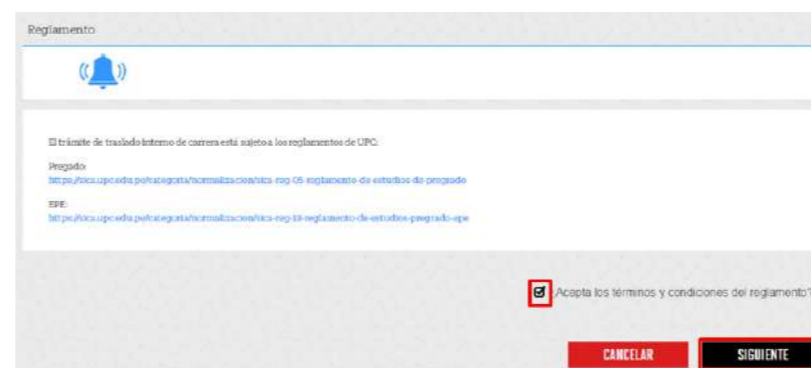 Reglamento
El trámite de traslado interno de carrera está sujeto a los reglamentos de UPC:
Pregado:
https://sica.upc.edu.pe/categoria/normalizacion/sica-reg-05-reglamento-de-estudios-de-pregrado
EPE:
https://sica.upc.edu.pe/categoria/normalizacion/sica-reg-13-reglamento-de-estudios-pregrado-epe
¿Acepta los términos y condiciones del reglamento?
CANCELAR
SIGUIENTE